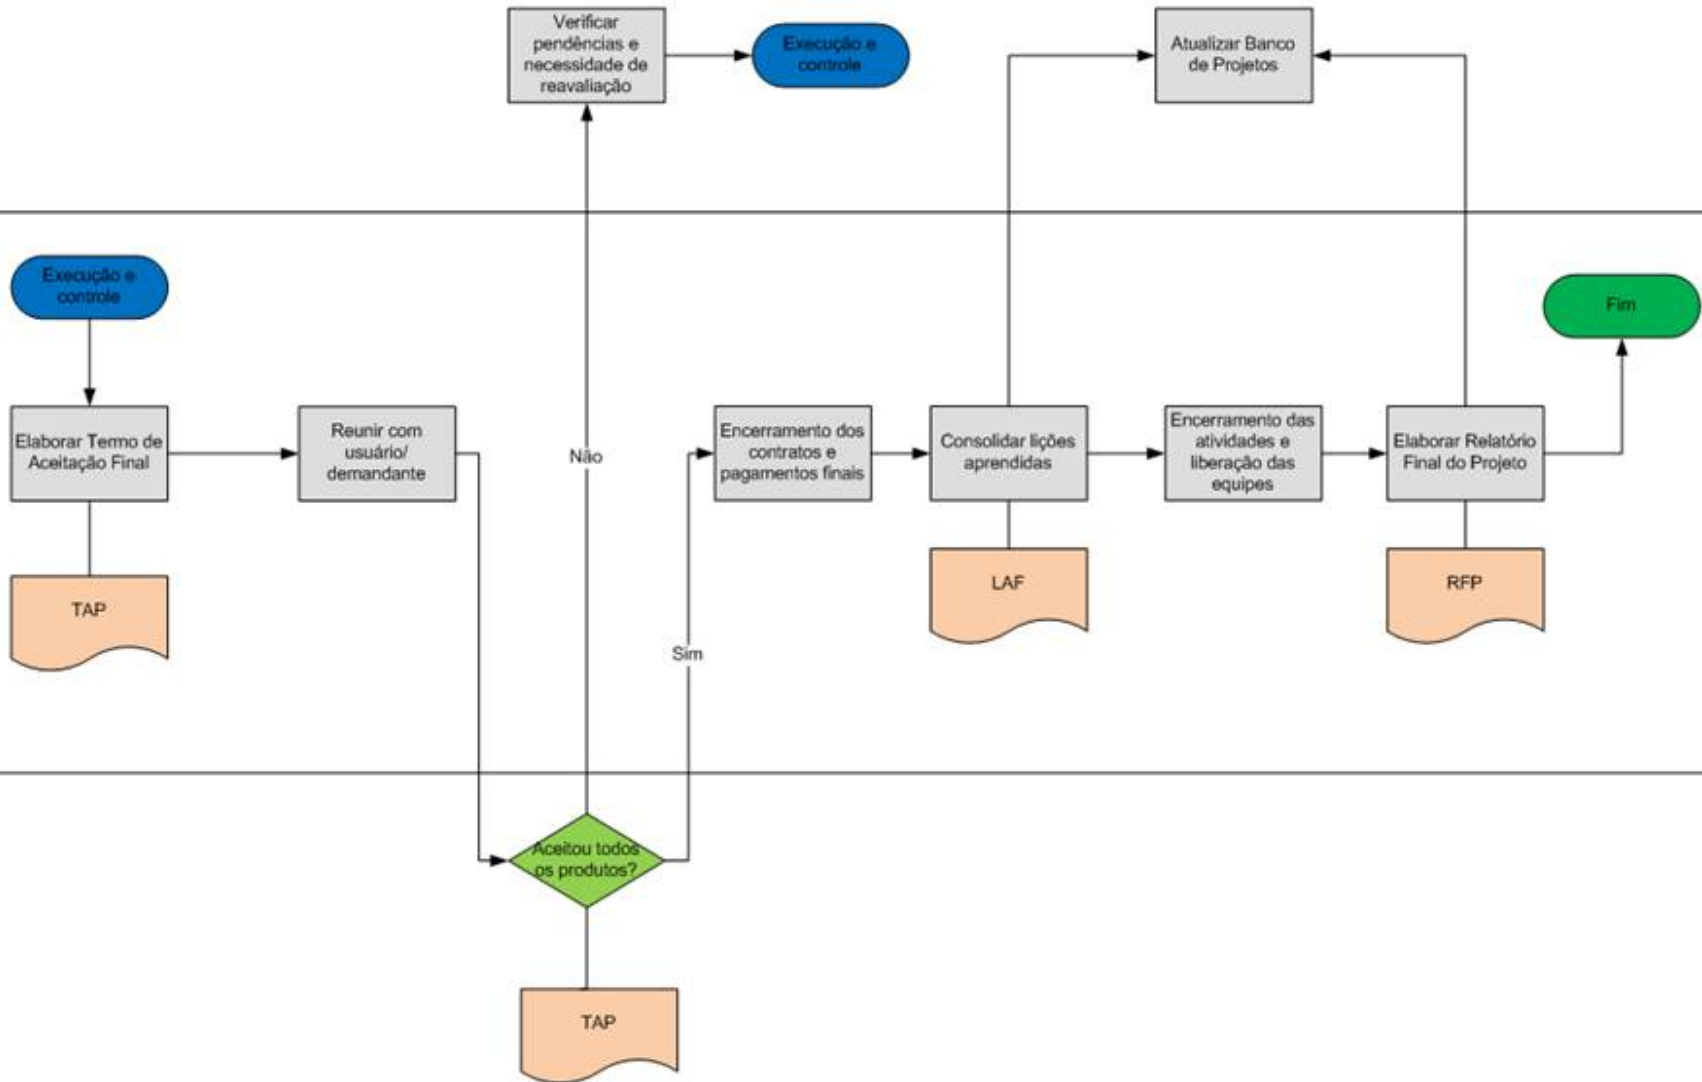 Verificar
pendências e
necessidade de
reavaliação
Execução e
controle
Atualizar Banco
de Projetos
Execução e
controle
Fim
Elaborar Termo de
Aceitação Final
Reunir com
usuário/
demandante
Não
Encerramento dos
contratos e
pagamentos finais
Consolidar lições
aprendidas
Encerramento das
atividades e
liberação das
equipes
Elaborar Relatório
Final do Projeto
TAP
LAF
RFP
Sim
Aceitou todos
os produtos?
TAP